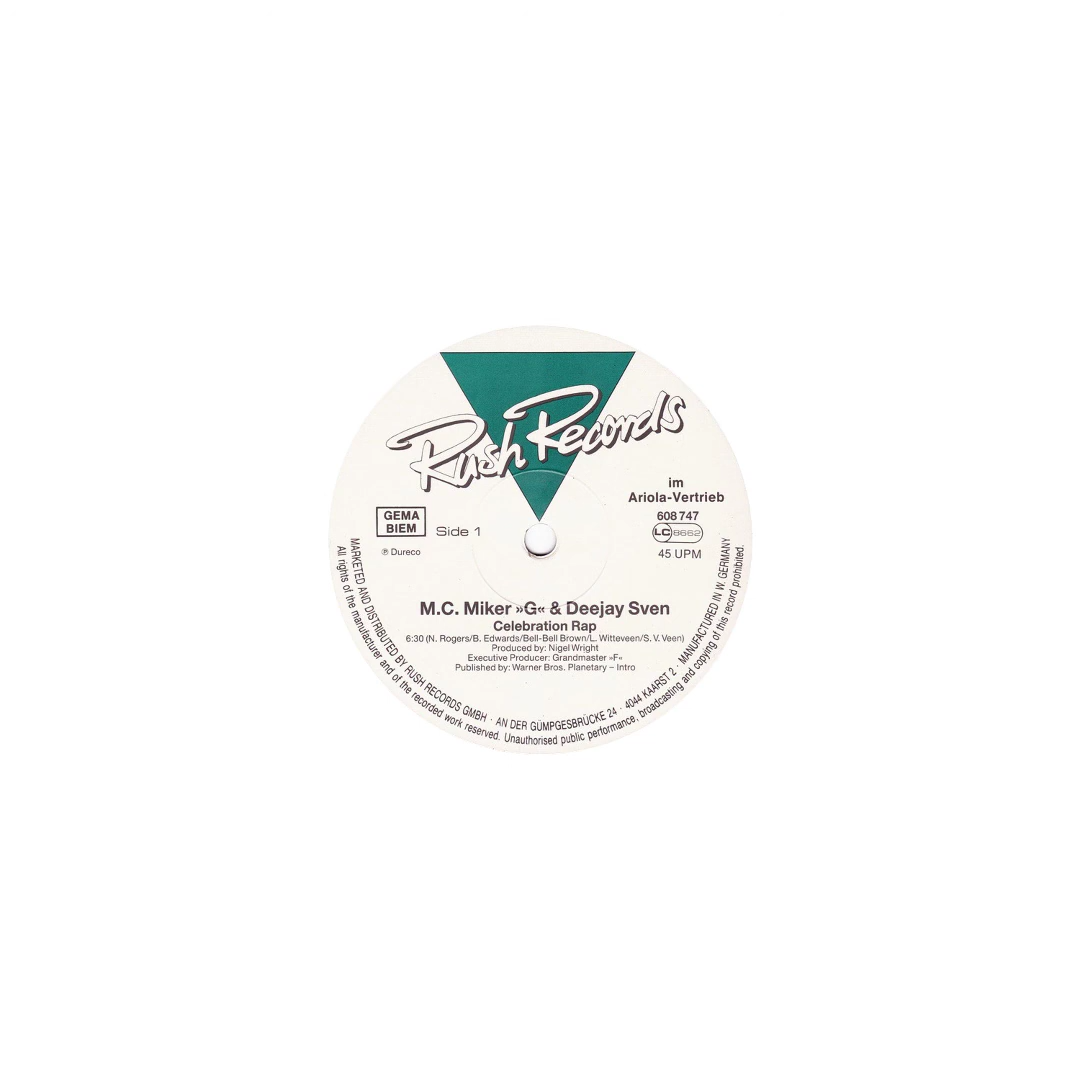 Rush Records
im
Ariola-Vertrieb
608 747
LC 8662
45 UPM
GEMA
BIEM
Side 1
℗ Dureco
M.C. Miker »G« & Deejay Sven
Celebration Rap
6:30 (N. Rogers/B. Edwards/Bell-Bell Brown/L. Witteveen/S. V. Veen)
Produced by: Nigel Wright
Executive Producer: Grandmaster »F«
Published by: Warner Bros. Planetary – Intro
MARKETED AND DISTRIBUTED BY RUSH RECORDS GMBH · AN DER GÜMPGESBRÜCKE 24 · 4044 KAARST 2 · MANUFACTURED IN W. GERMANY
All rights of the manufacturer and of the recorded work reserved. Unauthorised public performance, broadcasting and copying of this record prohibited.